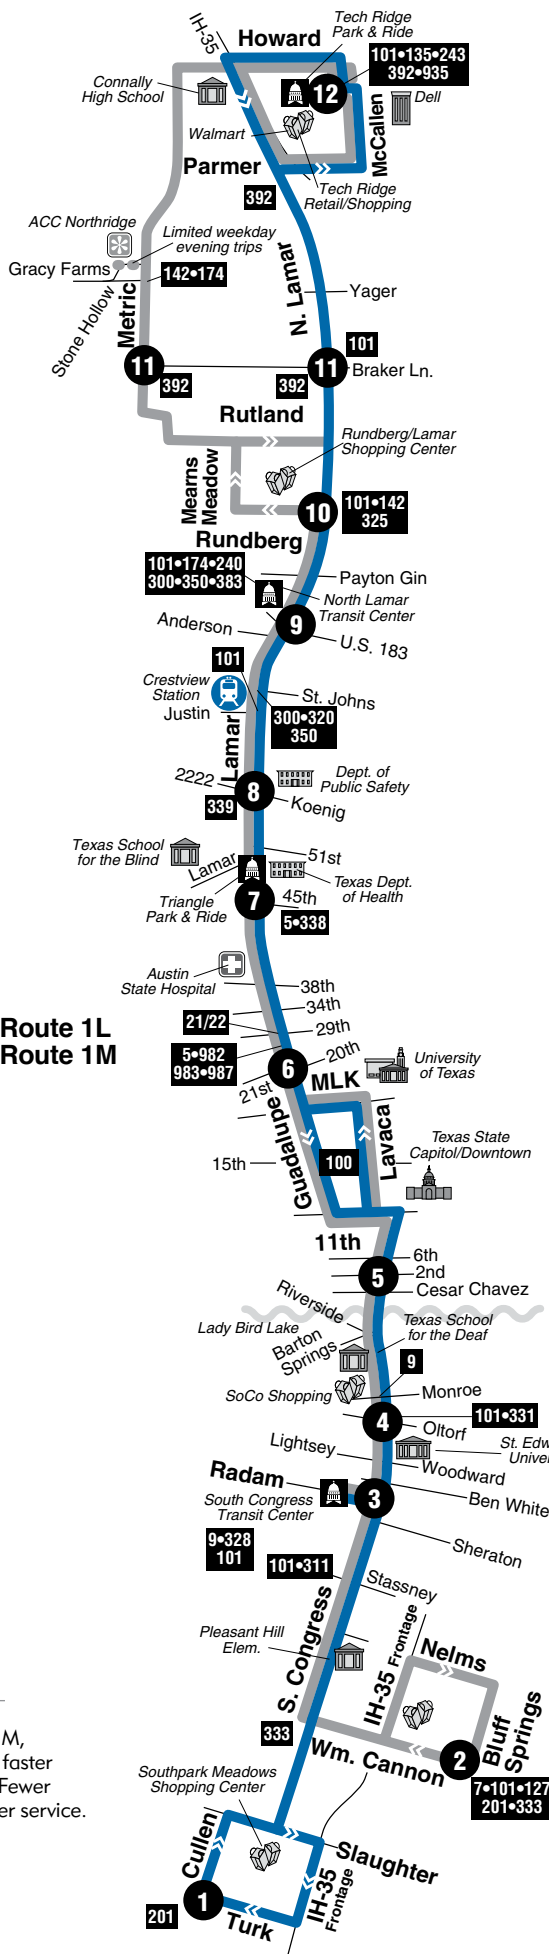 IH-35
Howard
Tech Ridge
Park & Ride
101•135•243
392•935
Connally
High School
12
Dell
McCallen
Walmart
Parmer
Tech Ridge
Retail/Shopping
392
ACC Northridge
Limited weekday
evening trips
Gracy Farms
142•174
Stone Hollow
Metric
N. Lamar
Yager
101
11
11
Braker Ln.
392
392
Rutland
Rundberg/Lamar
Shopping Center
Mearns
Meadow
10
101•142
325
Rundberg
101•174•240
300•350•383
Payton Gin
North Lamar
Transit Center
Anderson
9
U.S. 183
101
Crestview
Station
St. Johns
Justin
300•320
350
Lamar
2222
8
Dept. of
Public Safety
339
Koenig
Texas School
for the Blind
51st
Lamar
Texas Dept.
of Health
Triangle
Park & Ride
7
45th
5•338
Austin
State Hospital
38th
34th
21/22
29th
Route 1L
Route 1M
5•982
983•987
20th
6
MLK
University
of Texas
21st
Guadalupe
Lavaca
Texas State
Capitol/Downtown
15th
100
11th
6th
5
2nd
Cesar Chavez
Riverside
Lady Bird Lake
Barton
Springs
Texas School
for the Deaf
9
SoCo Shopping
Monroe
4
101•331
Oltorf
St. Edw
Univer
Lightsey
Woodward
Radam
South Congress
Transit Center
3
Ben White
9•328
101
Sheraton
101•311
Stassney
S. Congress
Pleasant Hill
Elem.
IH-35 Frontage
Nelms
Bluff
Springs
333
Wm. Cannon
2
7•101•127
201•333
M,
faster
Fewer
er service.
Southpark Meadows
Shopping Center
Cullen
Slaughter
IH-35
Frontage
1
201
Turk